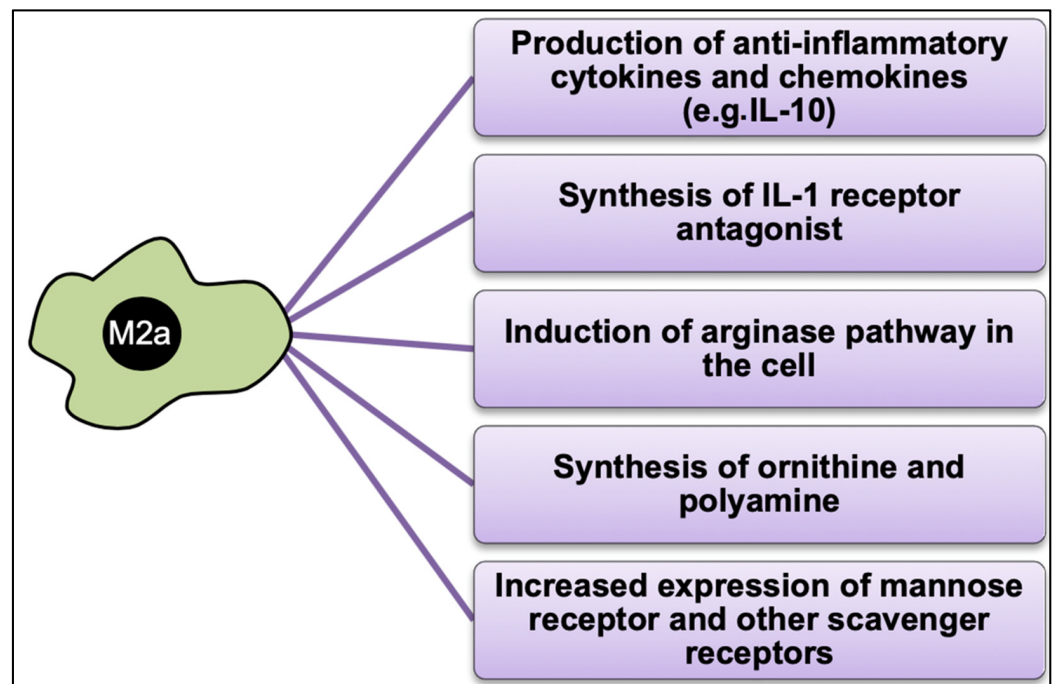 M2a
Production of anti-inflammatory
cytokines and chemokines
(e.g.IL-10)
Synthesis of IL-1 receptor
antagonist
Induction of arginase pathway in
the cell
Synthesis of ornithine and
polyamine
Increased expression of mannose
receptor and other scavenger
receptors